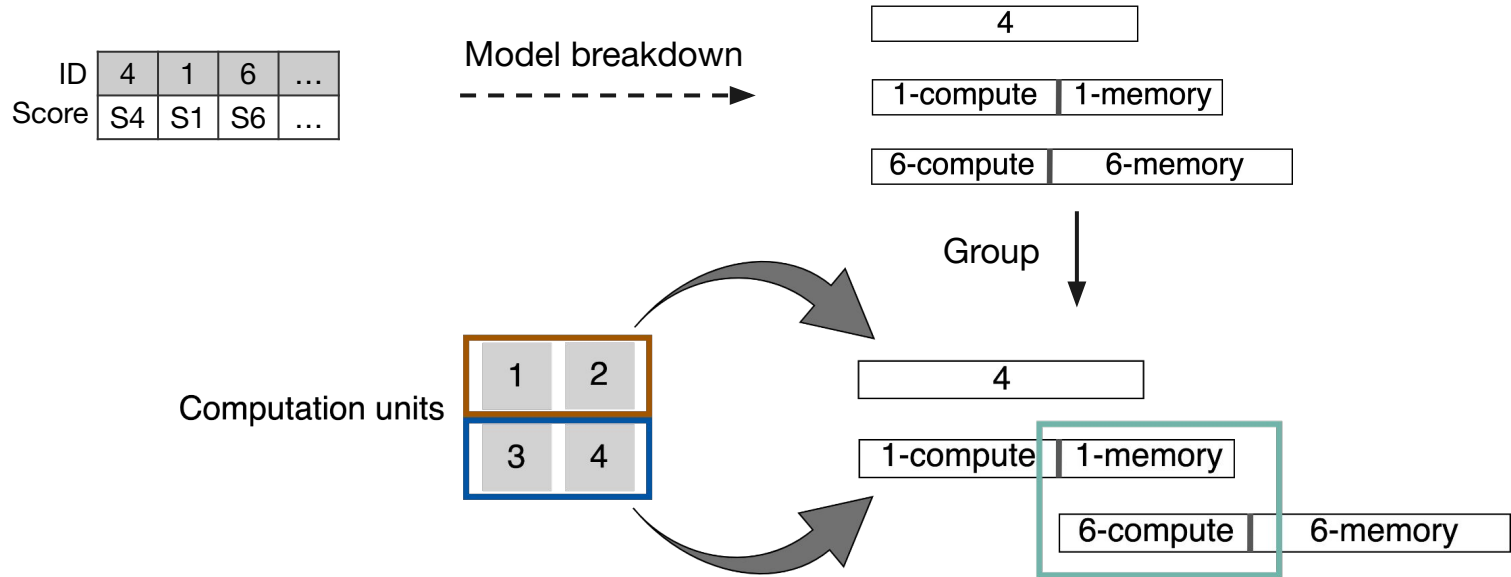 ID 4 1 6 ...
Score S4 S1 S6 ...
Model breakdown
4
1-compute 1-memory
6-compute 6-memory
Group
Computation units
1 2
3 4
4
1-compute 1-memory
6-compute 6-memory